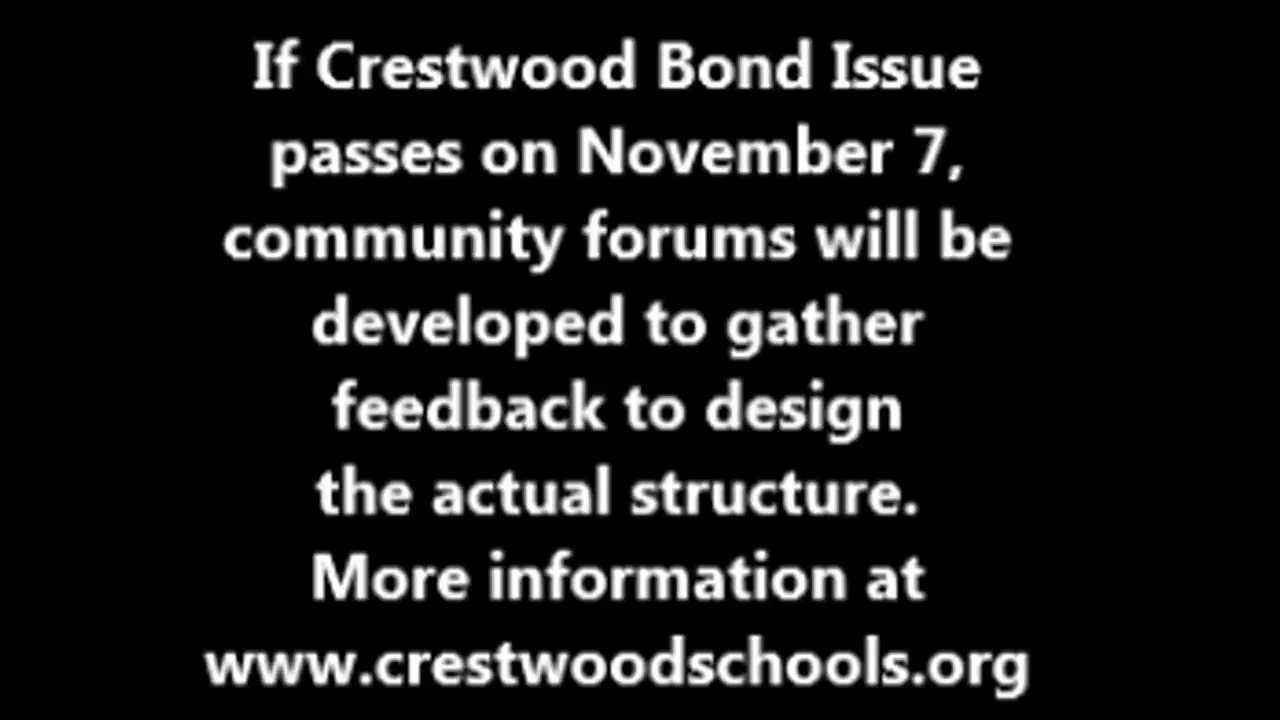 If Crestwood Bond Issue
passes on November 7,
community forums will be
developed to gather
feedback to design
the actual structure.
More information at
www.crestwoodschools.org